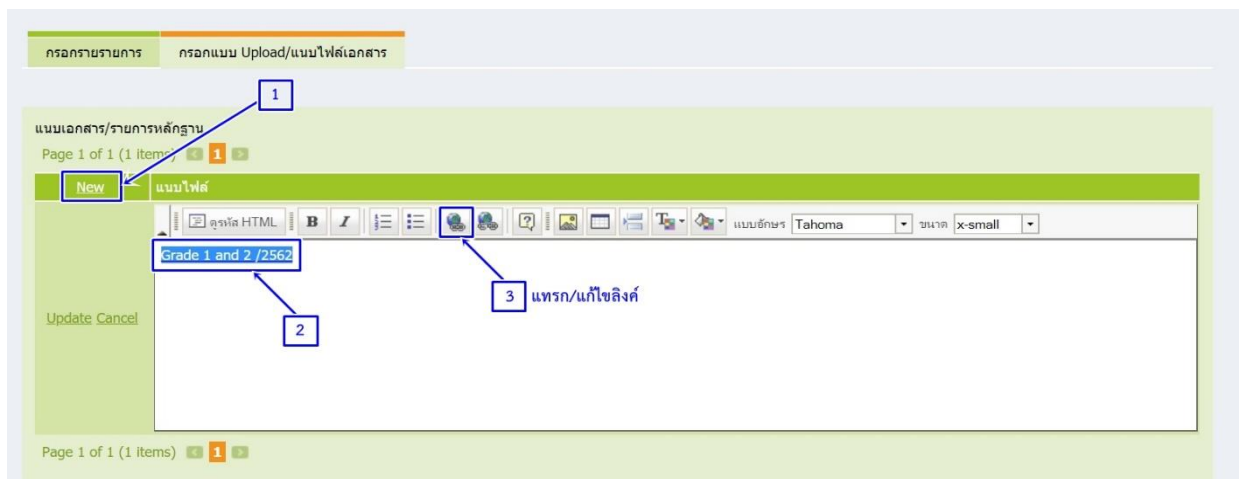 กรอกรายรายการ กรอกแบบ Upload/แนบไฟล์เอกสาร
1
แนบเอกสาร/รายการหลักฐาน
Page 1 of 1 (1 items) 1
New แนบไฟล์
ดูรหัส HTML B I แบบอักษร Tahoma ขนาด x-small
Grade 1 and 2 /2562
3 แทรก/แก้ไขลิงค์
Update Cancel
2
Page 1 of 1 (1 items) 1